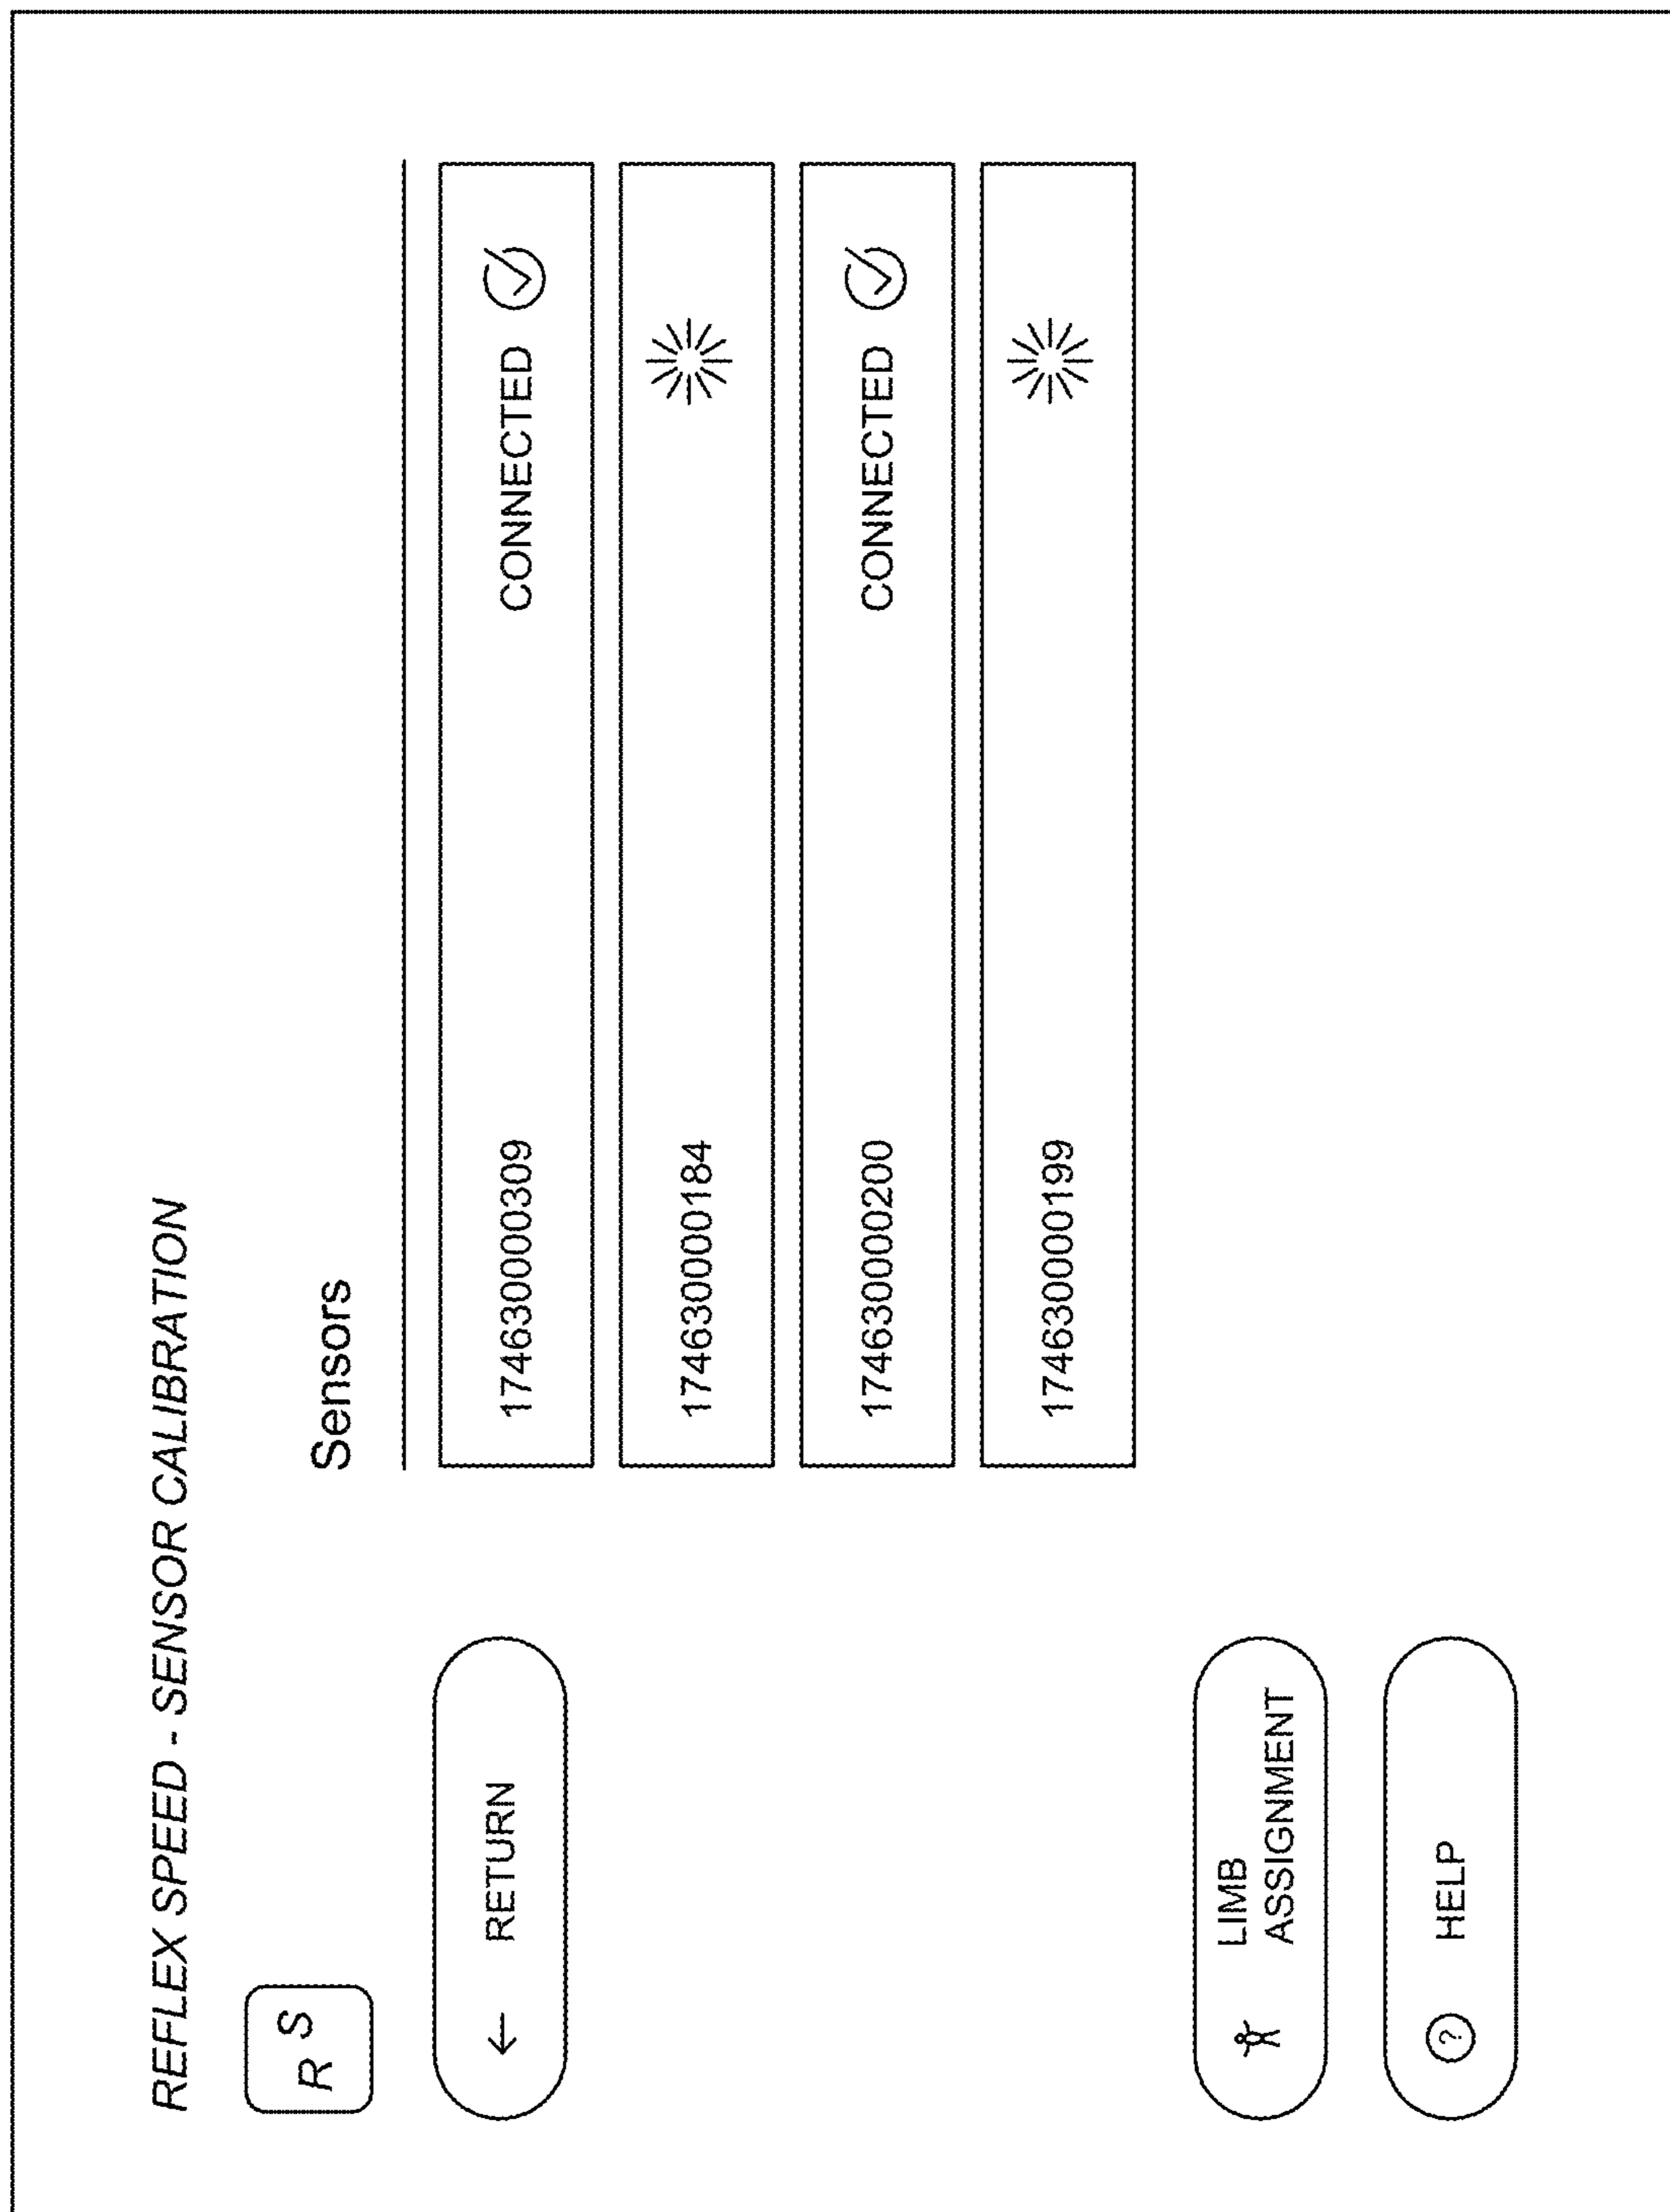 REFLEX SPEED - SENSOR CALIBRATION
R S
← RETURN
Sensors
174630000309 CONNECTED
174630000184
174630000200 CONNECTED
174630000199
LIMB
ASSIGNMENT
? HELP